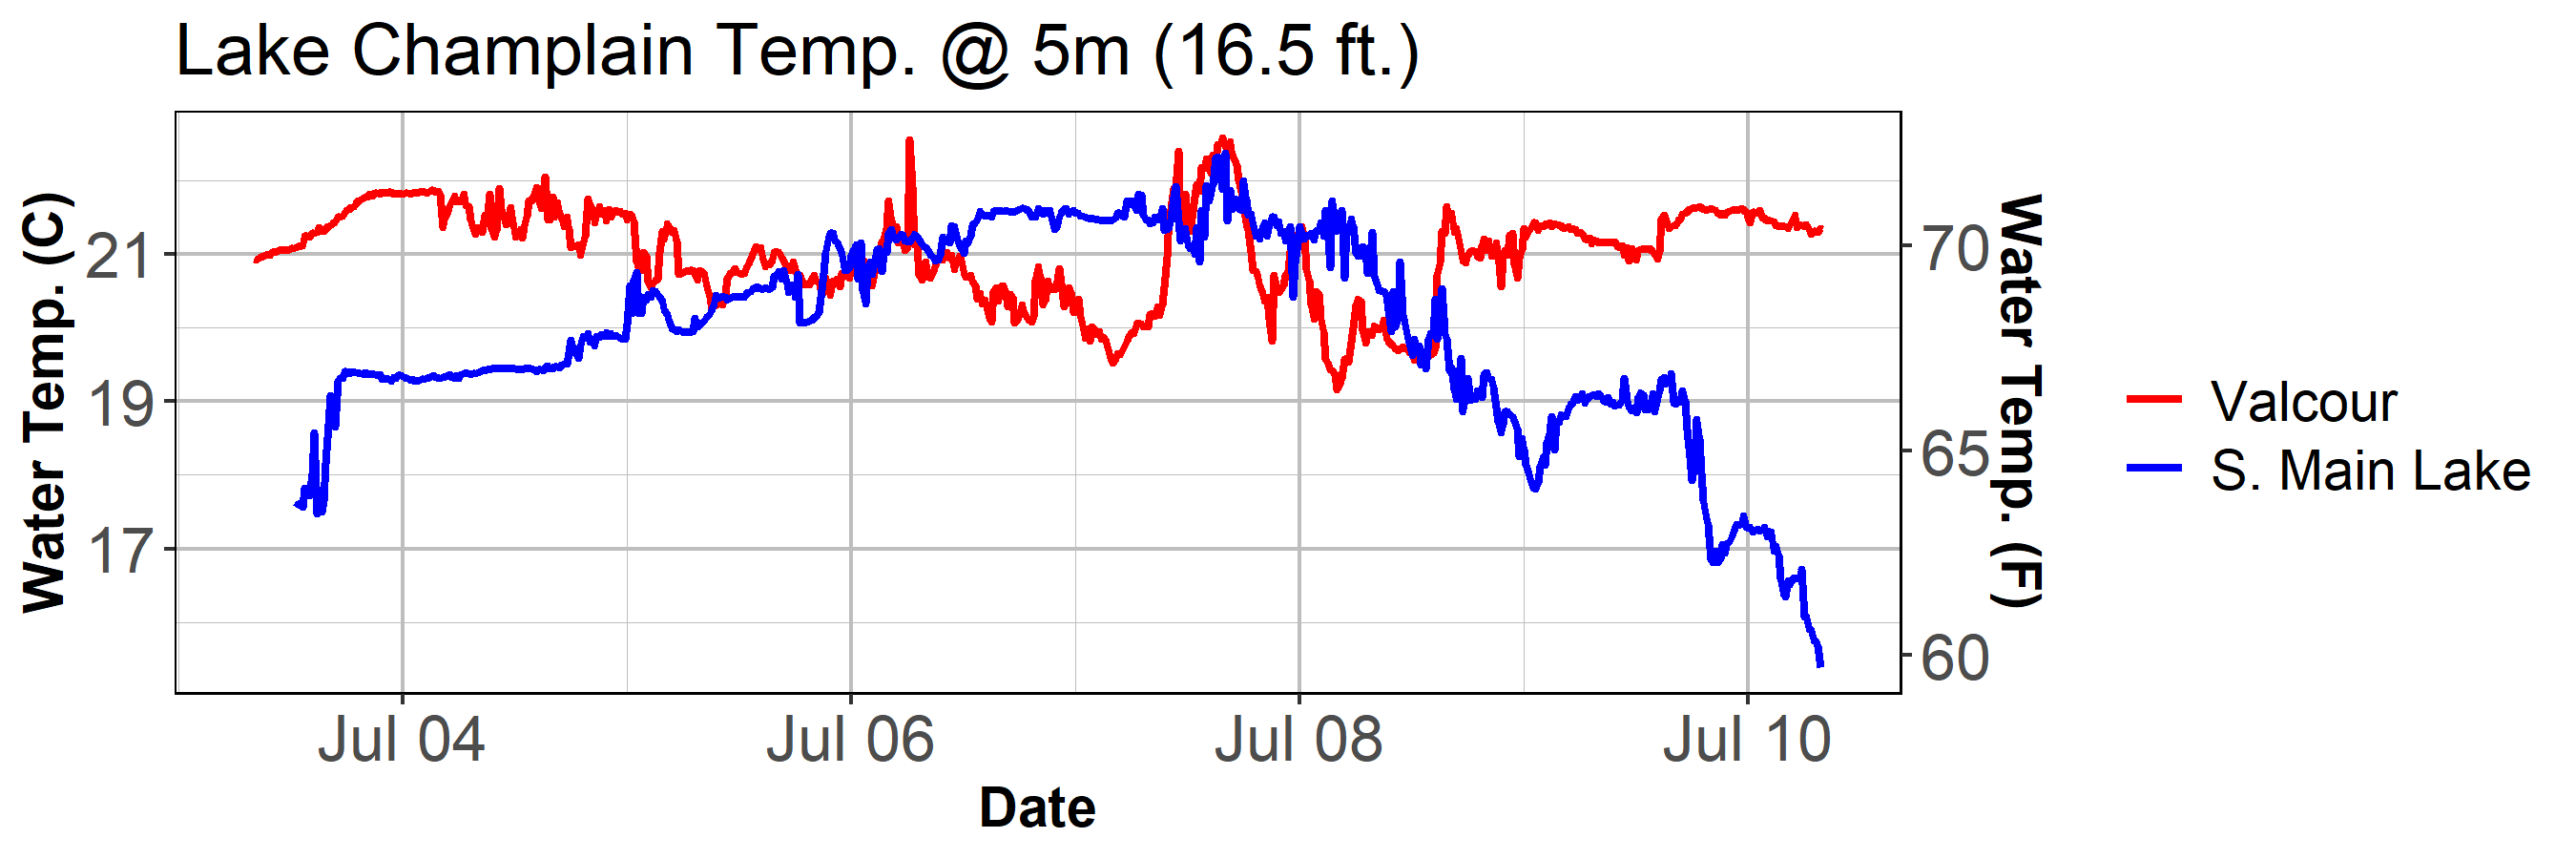 Lake Champlain Temp. @ 5m (16.5 ft.)
Water Temp. (C)
21
19
17
70
65
60
Water Temp. (F)
Jul 04
Jul 06
Jul 08
Jul 10
Date
Valcour
S. Main Lake